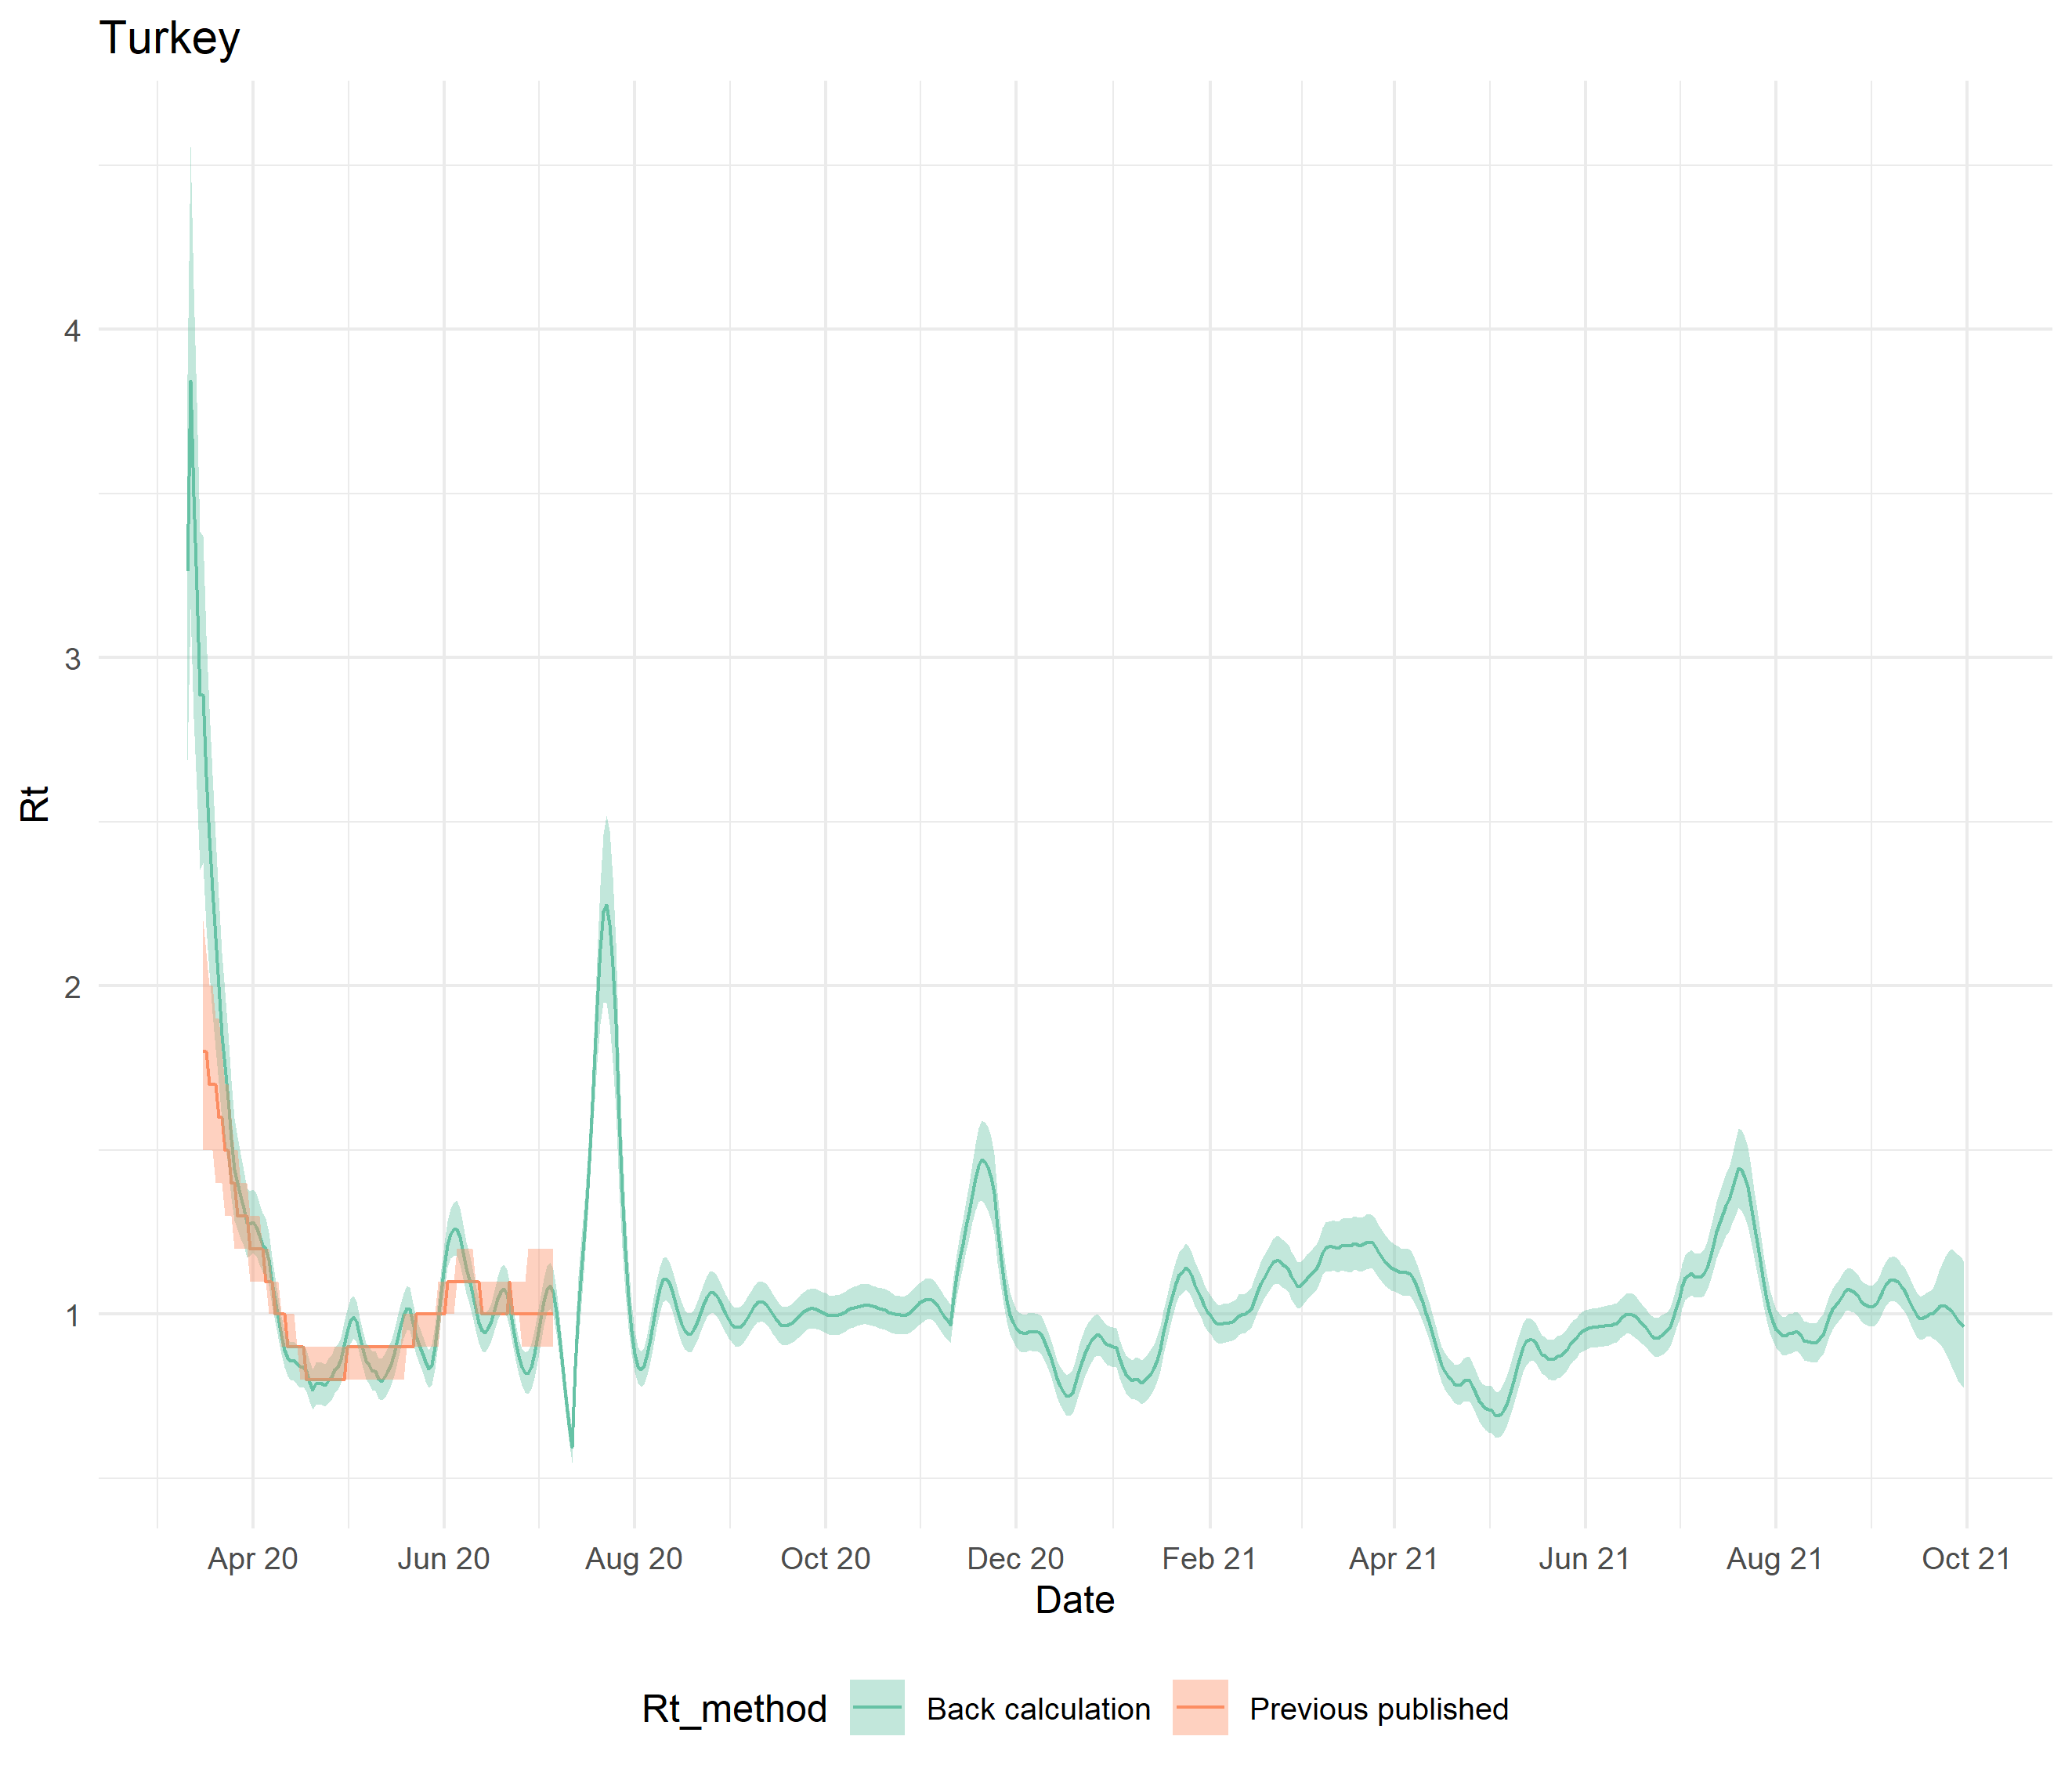 Turkey
Rt
4
3
2
1
Apr 20 Jun 20 Aug 20 Oct 20 Dec 20 Feb 21 Apr 21 Jun 21 Aug 21 Oct 21
Date
Rt_method Back calculation Previous published